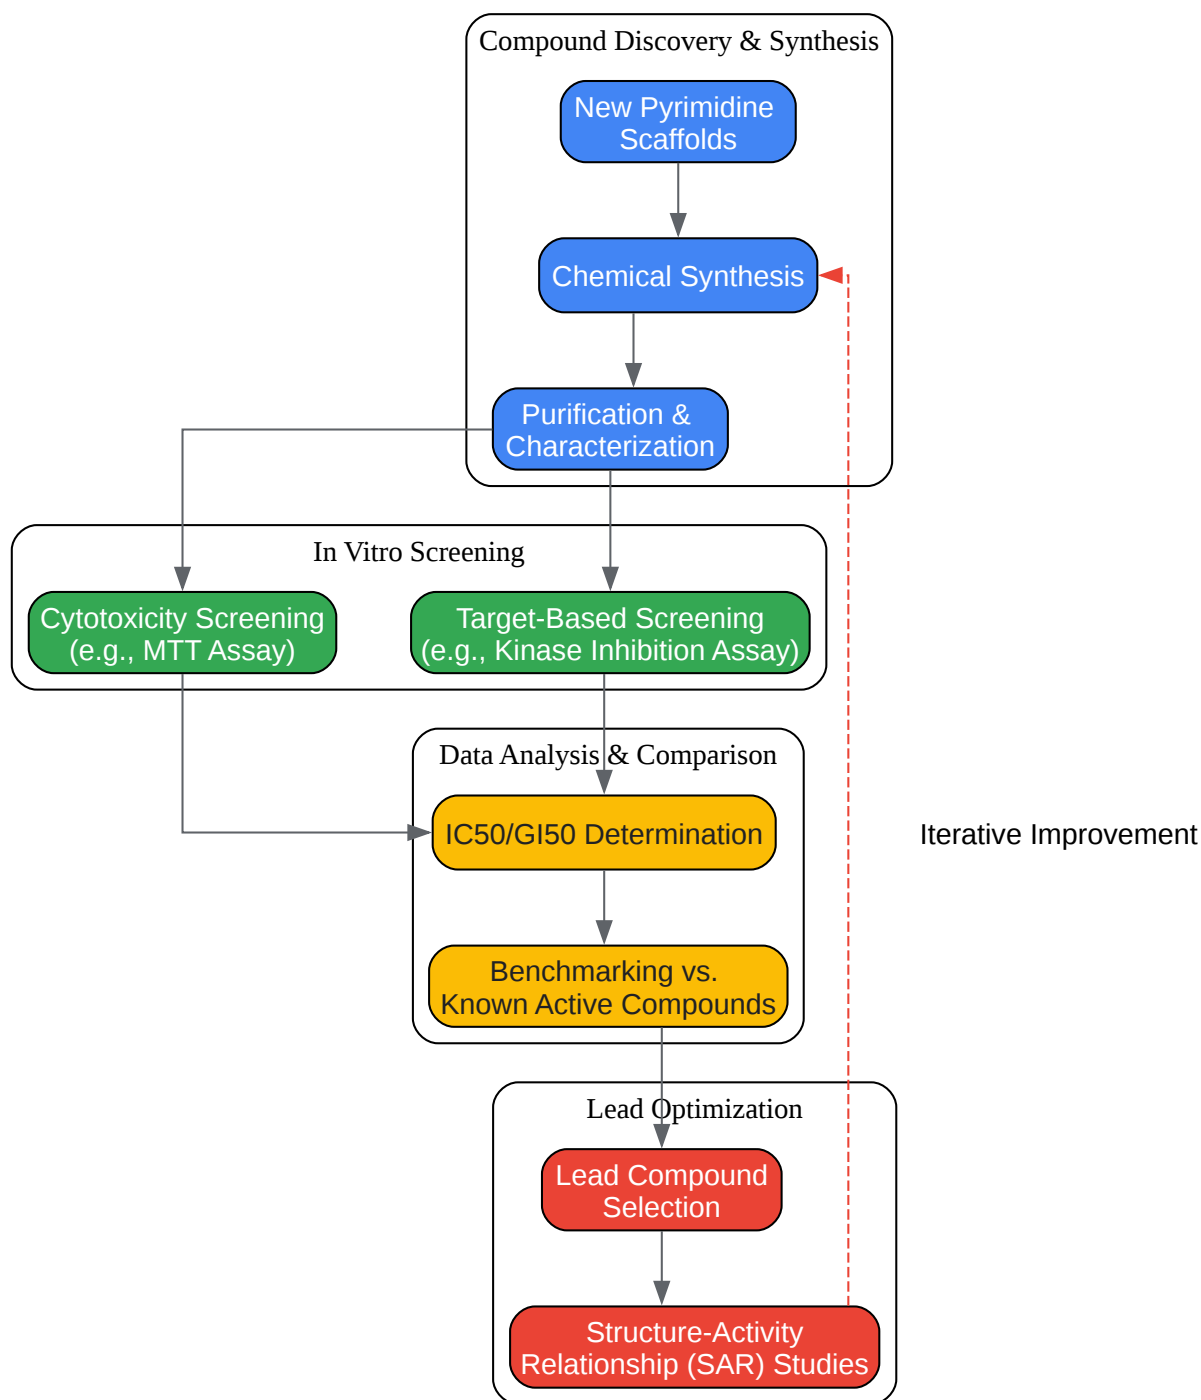 Compound Discovery & Synthesis
New Pyrimidine
Scaffolds
Chemical Synthesis
Purification &
Characterization
In Vitro Screening
Cytotoxicity Screening
(e.g., MTT Assay)
Target-Based Screening
(e.g., Kinase Inhibition Assay)
Data Analysis & Comparison
IC50/GI50 Determination
Iterative Improvement
Benchmarking vs.
Known Active Compounds
Lead Optimization
Lead Compound
Selection
Structure-Activity
Relationship (SAR) Studies